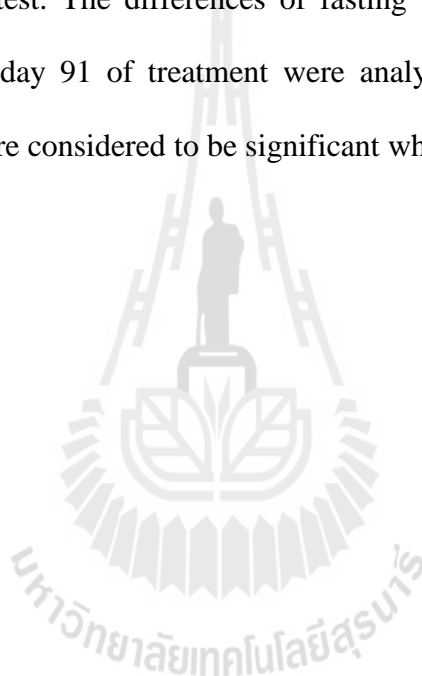 test. The differences of fasting
day 91 of treatment were analy
re considered to be significant wh
มหาวิทยาลัยเทคโนโลยีสุรนารี